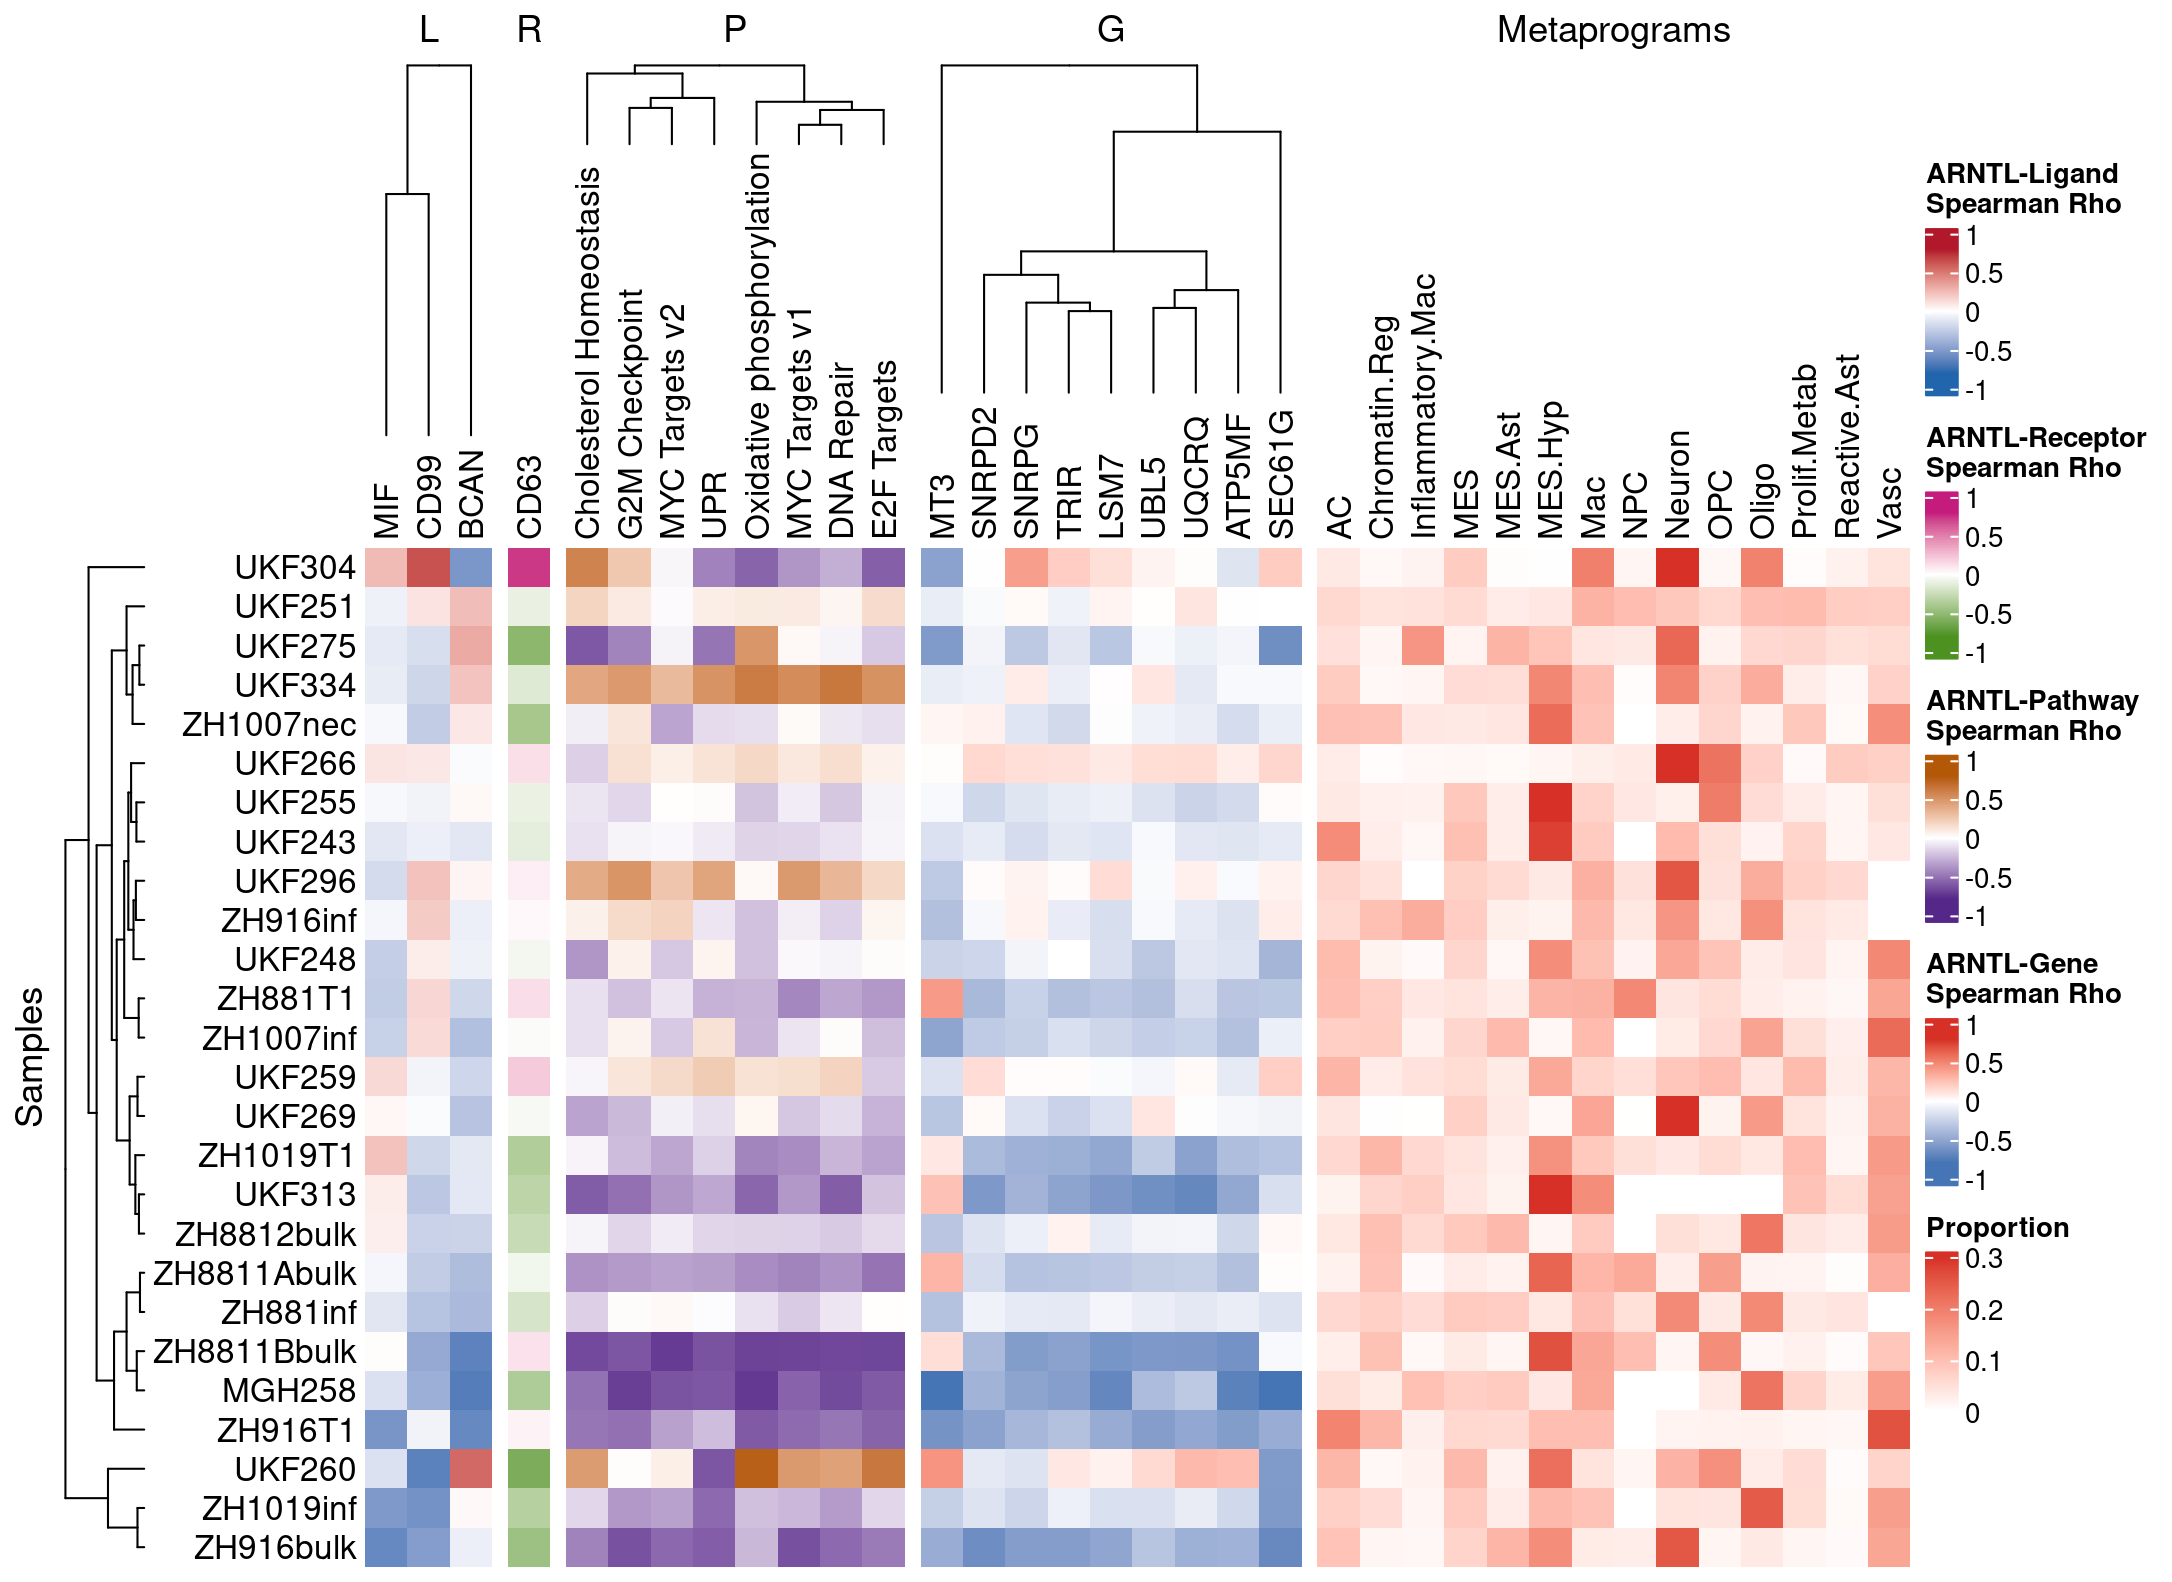 L R P G Metaprograms
MIF
CD99
BCAN
CD63
Cholesterol Homeostasis
G2M Checkpoint
MYC Targets v2
UPR
Oxidative phosphorylation
MYC Targets v1
DNA Repair
E2F Targets
MT3
SNRPD2
SNRPG
TRIR
LSM7
UBL5
UQCRQ
ATP5MF
SEC61G
AC
Chromatin.Reg
Inflammatory.Mac
MES
MES.Ast
MES.Hyp
Mac
NPC
Neuron
OPC
Oligo
Prolif.Metab
Reactive.Ast
Vasc
Samples
UKF304
UKF251
UKF275
UKF334
ZH1007nec
UKF266
UKF255
UKF243
UKF296
ZH916inf
UKF248
ZH881T1
ZH1007inf
UKF259
UKF269
ZH1019T1
UKF313
ZH8812bulk
ZH8811Abulk
ZH881inf
ZH8811Bbulk
MGH258
ZH916T1
UKF260
ZH1019inf
ZH916bulk
ARNTL-Ligand
Spearman Rho
1
0.5
0
-0.5
-1
ARNTL-Receptor
Spearman Rho
1
0.5
0
-0.5
-1
ARNTL-Pathway
Spearman Rho
1
0.5
0
-0.5
-1
ARNTL-Gene
Spearman Rho
1
0.5
0
-0.5
-1
Proportion
0.3
0.2
0.1
0